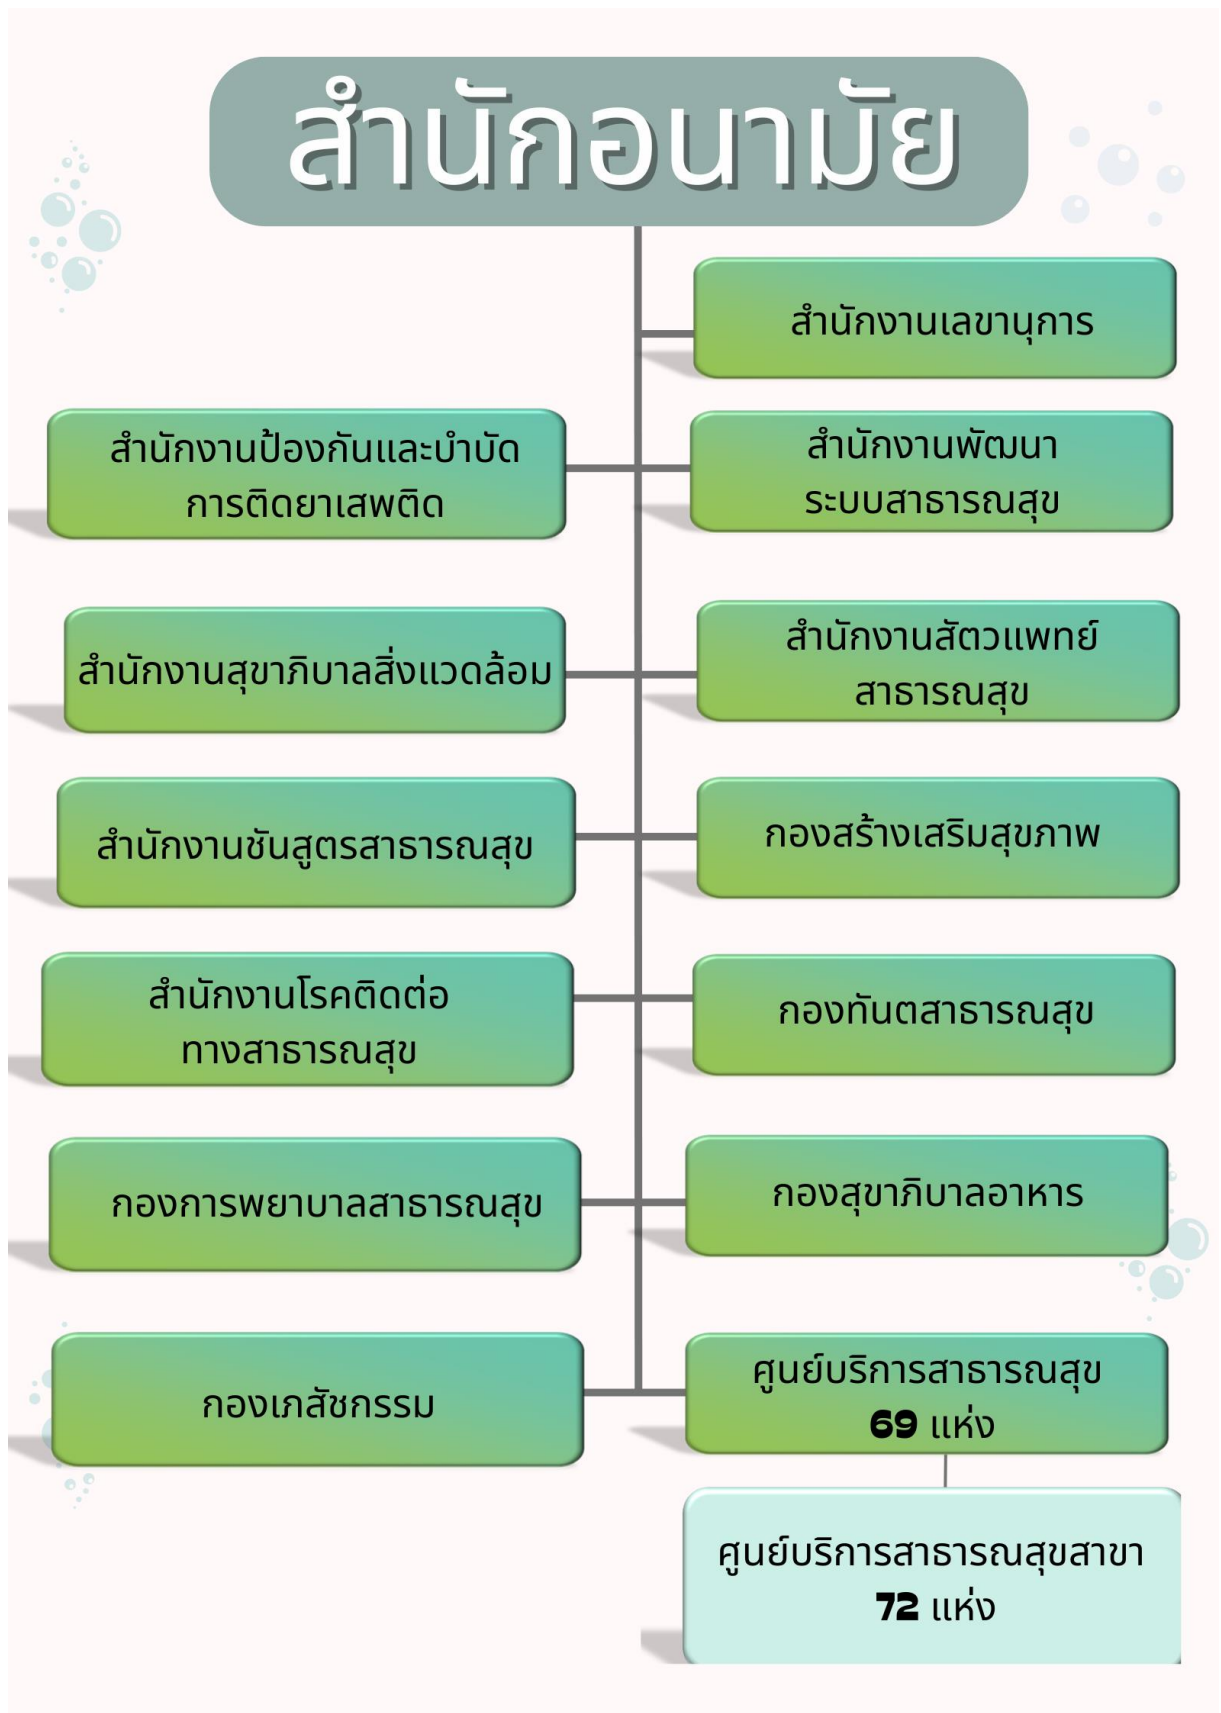 สำนักอนามัย
สำนักงานเลขานุการ
สำนักงานป้องกันและบำบัด
การติดยาเสพติด
สำนักงานพัฒนา
ระบบสาธารณสุข
สำนักงานสุขาภิบาลสิ่งแวดล้อม
สำนักงานสัตวแพทย์
สาธารณสุข
สำนักงานชันสูตรสาธารณสุข
กองสร้างเสริมสุขภาพ
สำนักงานโรคติดต่อ
ทางสาธารณสุข
กองทันตสาธารณสุข
กองการพยาบาลสาธารณสุข
กองสุขาภิบาลอาหาร
กองเภสัชกรรม
ศูนย์บริการสาธารณสุข
69 แห่ง
ศูนย์บริการสาธารณสุขสาขา
72 แห่ง